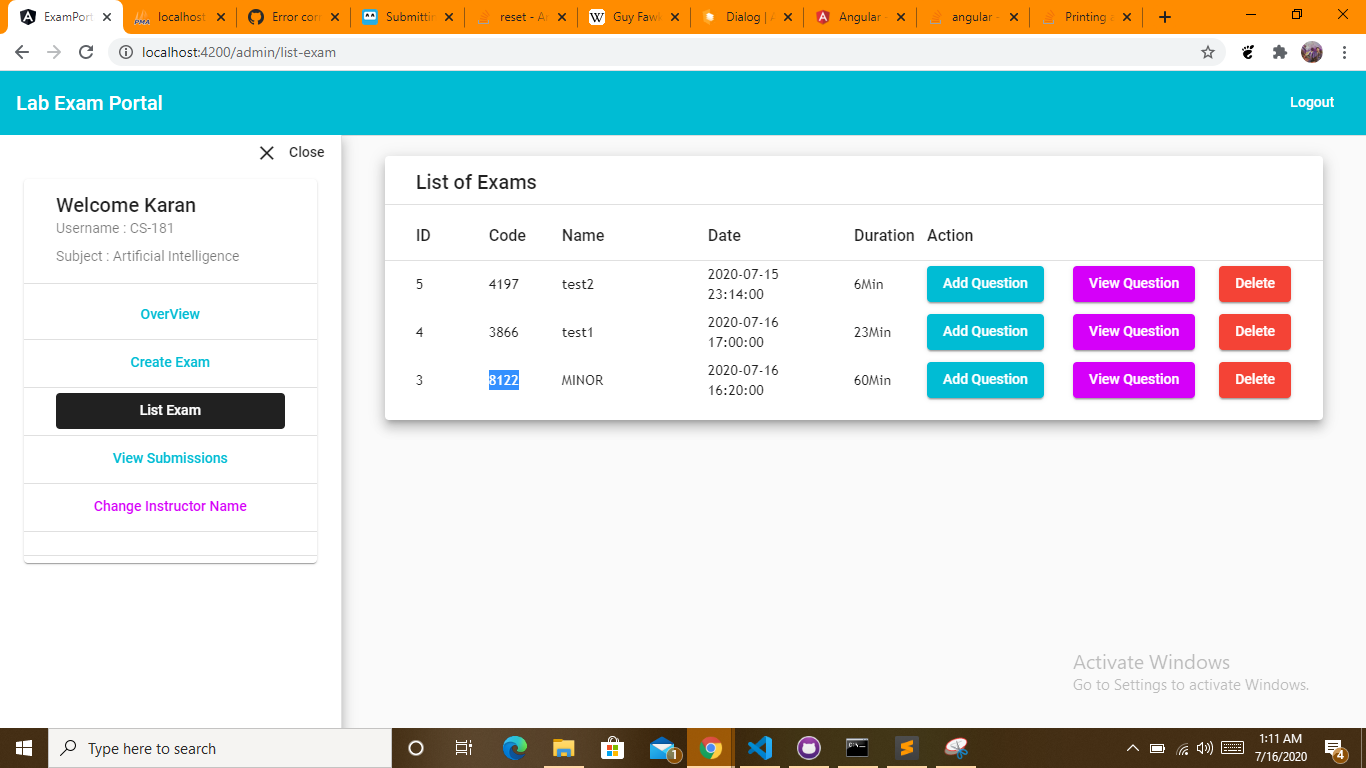 ExamPort
localhost
Error con
Submittin
reset - An
Guy Fawk
Dialog | A
Angular -
angular -
Printing a
localhost:4200/admin/list-exam
Lab Exam Portal
Logout
Close
Welcome Karan
Username : CS-181
Subject : Artificial Intelligence
OverView
Create Exam
List Exam
View Submissions
Change Instructor Name
List of Exams
ID Code Name Date Duration Action
5 4197 test2 2020-07-15 23:14:00 6Min Add Question View Question Delete
4 3866 test1 2020-07-16 17:00:00 23Min Add Question View Question Delete
3 8122 MINOR 2020-07-16 16:20:00 60Min Add Question View Question Delete
Activate Windows
Go to Settings to activate Windows.
Type here to search
1
1:11 AM
7/16/2020
4